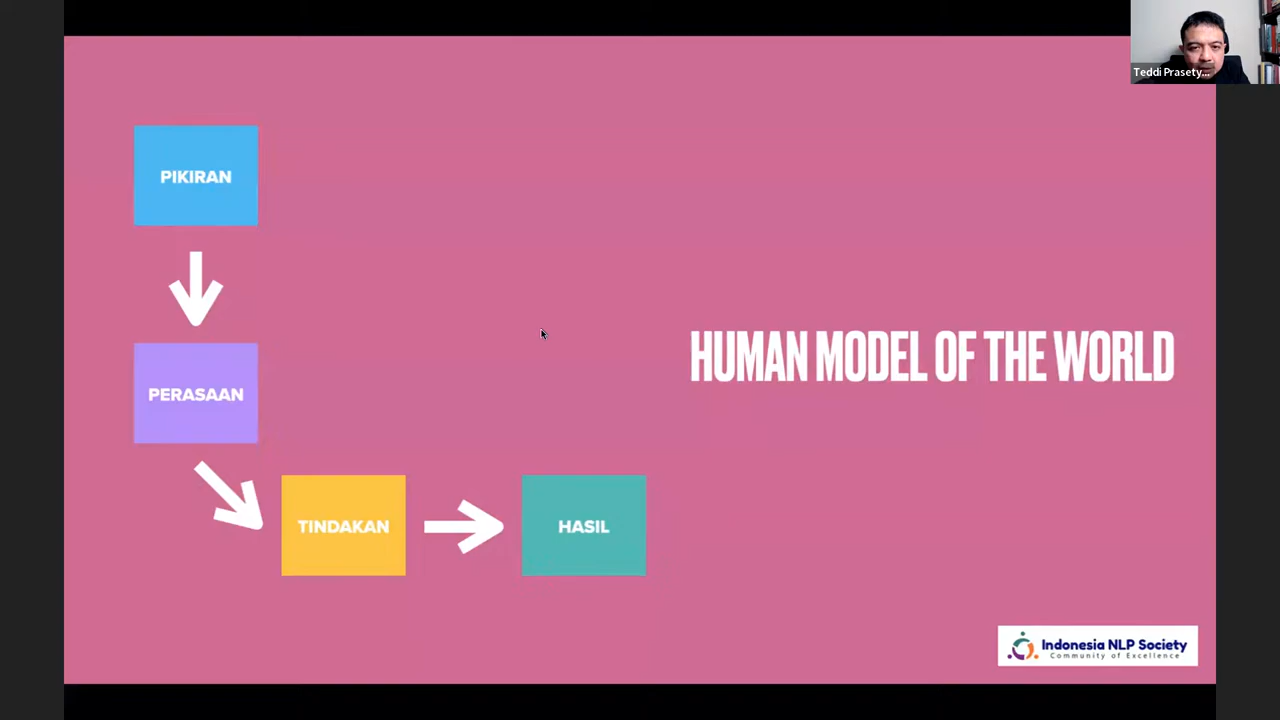 Teddi Prasety...
PIKIRAN
PERASAAN
TINDAKAN
HASIL
HUMAN MODEL OF THE WORLD
Indonesia NLP Society
Community of Excellence